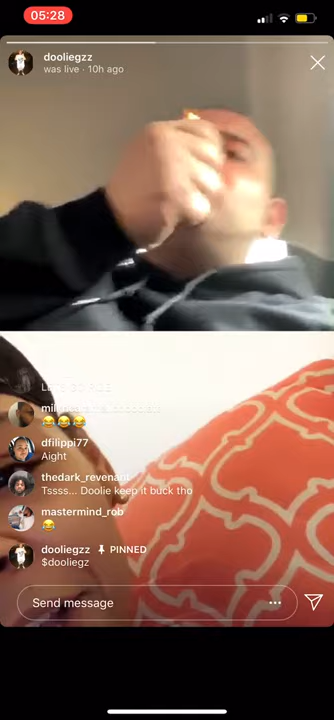 05:28
dooliegzz
was live · 10h ago
😂😂😂
dfilippi77
Aight
thedark_revenant
Tssss... Doolie keep it buck tho
mastermind_rob
😂
dooliegzz PINNED
$dooliegz
Send message